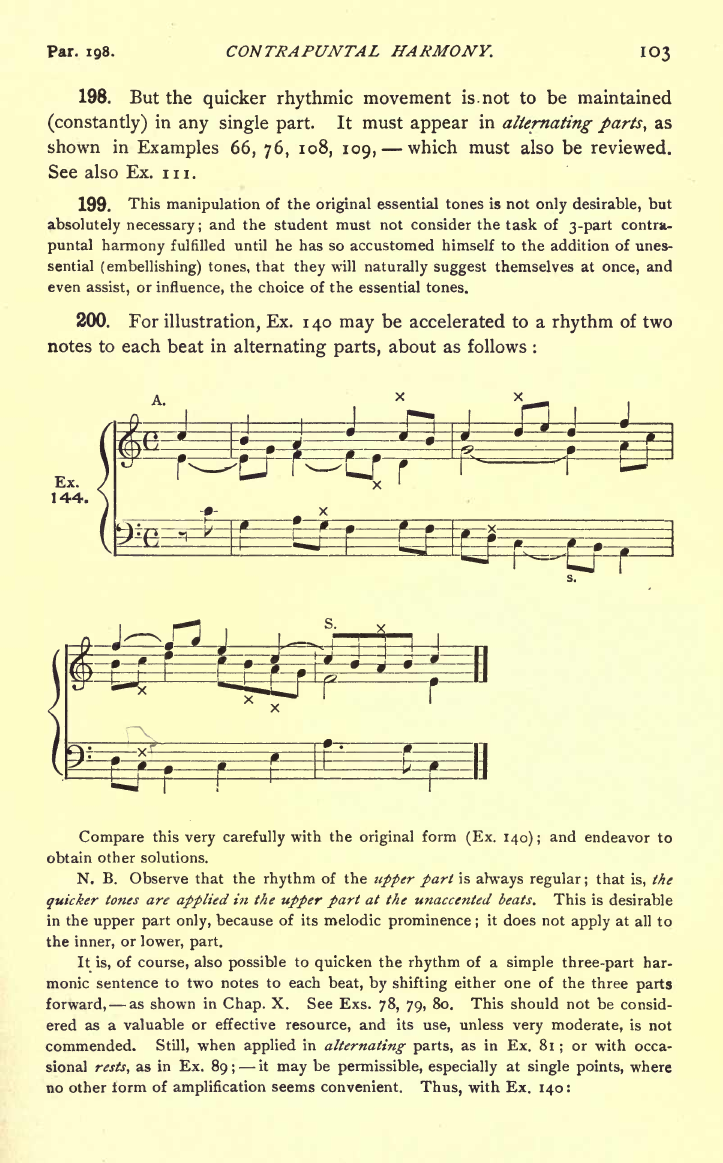 Par. 198. CONTRAPUNTAL HARMONY. 103
198. But the quicker rhythmic movement is not to be maintained
(constantly) in any single part. It must appear in alternating parts, as
shown in Examples 66, 76, 108, 109, — which must also be reviewed.
See also Ex. 111.
199. This manipulation of the original essential tones is not only desirable, but
absolutely necessary; and the student must not consider the task of 3-part contra-
puntal harmony fulfilled until he has so accustomed himself to the addition of unes-
sential (embellishing) tones, that they will naturally suggest themselves at once, and
even assist, or influence, the choice of the essential tones.
200. For illustration, Ex. 140 may be accelerated to a rhythm of two
notes to each beat in alternating parts, about as follows :
A. × ×
×
Ex.
144.
× ×
S.
S. ×
×
× ×
×
Compare this very carefully with the original form (Ex. 140); and endeavor to
obtain other solutions.
N. B. Observe that the rhythm of the upper part is always regular; that is, the
quicker tones are applied in the upper part at the unaccented beats. This is desirable
in the upper part only, because of its melodic prominence; it does not apply at all to
the inner, or lower, part.
It is, of course, also possible to quicken the rhythm of a simple three-part har-
monic sentence to two notes to each beat, by shifting either one of the three parts
forward,—as shown in Chap. X. See Exs. 78, 79, 80. This should not be consid-
ered as a valuable or effective resource, and its use, unless very moderate, is not
commended. Still, when applied in alternating parts, as in Ex. 81; or with occa-
sional rests, as in Ex. 89;—it may be permissible, especially at single points, where
no other form of amplification seems convenient. Thus, with Ex. 140: